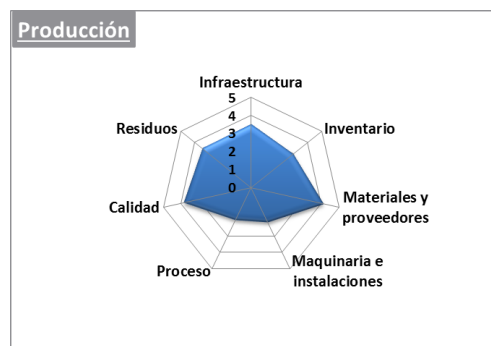 Producción
Infraestructura
5
4
3
2
1
0
Inventario
Materiales y
proveedores
Maquinaria e
instalaciones
Proceso
Calidad
Residuos